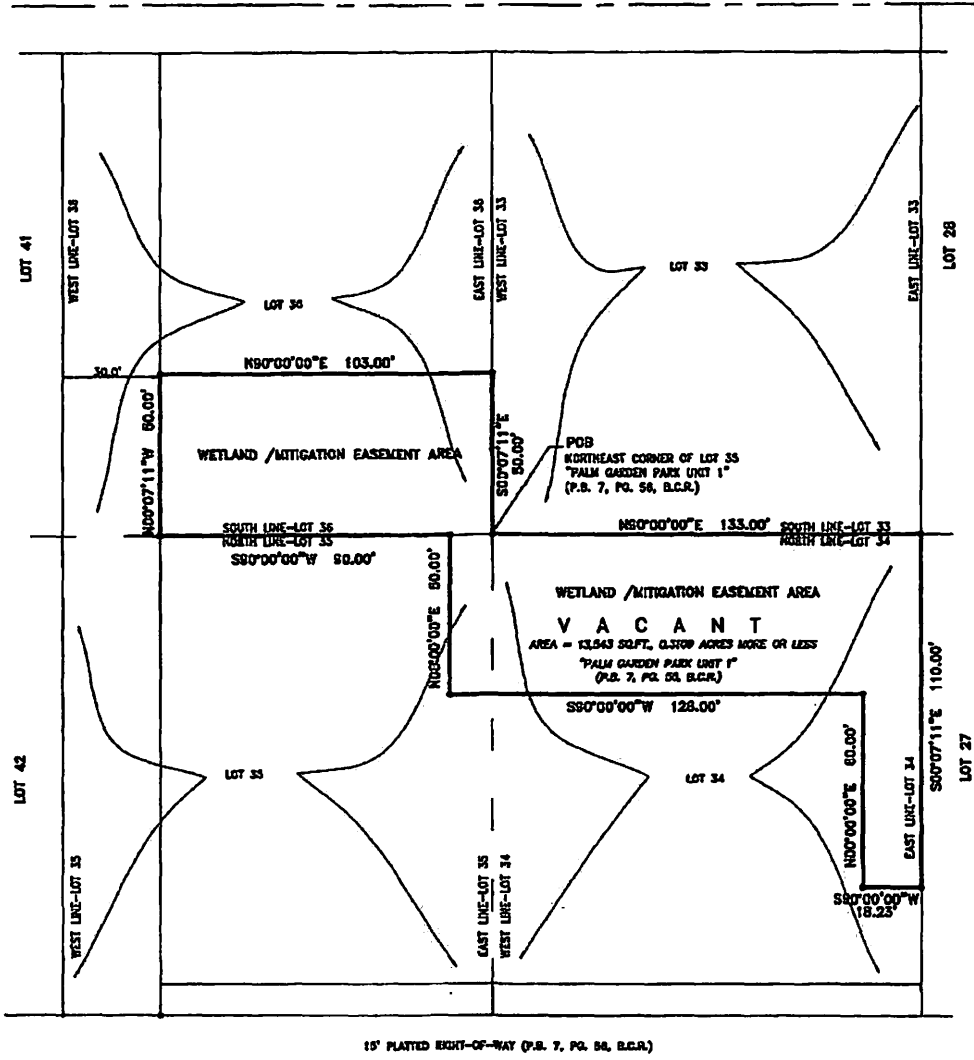 LOT 41
WEST LINE-LOT 36
EAST LINE-LOT 36
WEST LINE-LOT 33
LOT 33
EAST LINE-LOT 33
LOT 28
LOT 36
30.0'
N90°00'00"E 103.00'
N00°07'11"W 50.00'
WETLAND /MITIGATION EASEMENT AREA
S00°07'11"E
50.00'
POB
NORTHEAST CORNER OF LOT 35
"PALM GARDEN PARK UNIT 1"
(P.B. 7, PG. 56, B.C.R.)
SOUTH LINE-LOT 36
NORTH LINE-LOT 35
S90°00'00"W 90.00'
N90°00'00"E 133.00'
SOUTH LINE-LOT 33
NORTH LINE-LOT 34
N00°00'00"E 50.00'
WETLAND /MITIGATION EASEMENT AREA
VACANT
AREA = 13,543 SQ.FT., 0.3109 ACRES MORE OR LESS
"PALM GARDEN PARK UNIT 1"
(P.B. 7, PG. 56, B.C.R.)
S90°00'00"W 128.00'
S00°07'11"E 110.00'
LOT 42
LOT 35
LOT 34
N00°00'00"E 60.00'
EAST LINE-LOT 34
LOT 27
WEST LINE-LOT 35
EAST LINE-LOT 35
WEST LINE-LOT 34
S90°00'00"W
18.23'
15' PLATTED RIGHT-OF-WAY (P.B. 7, PG. 56, B.C.R.)